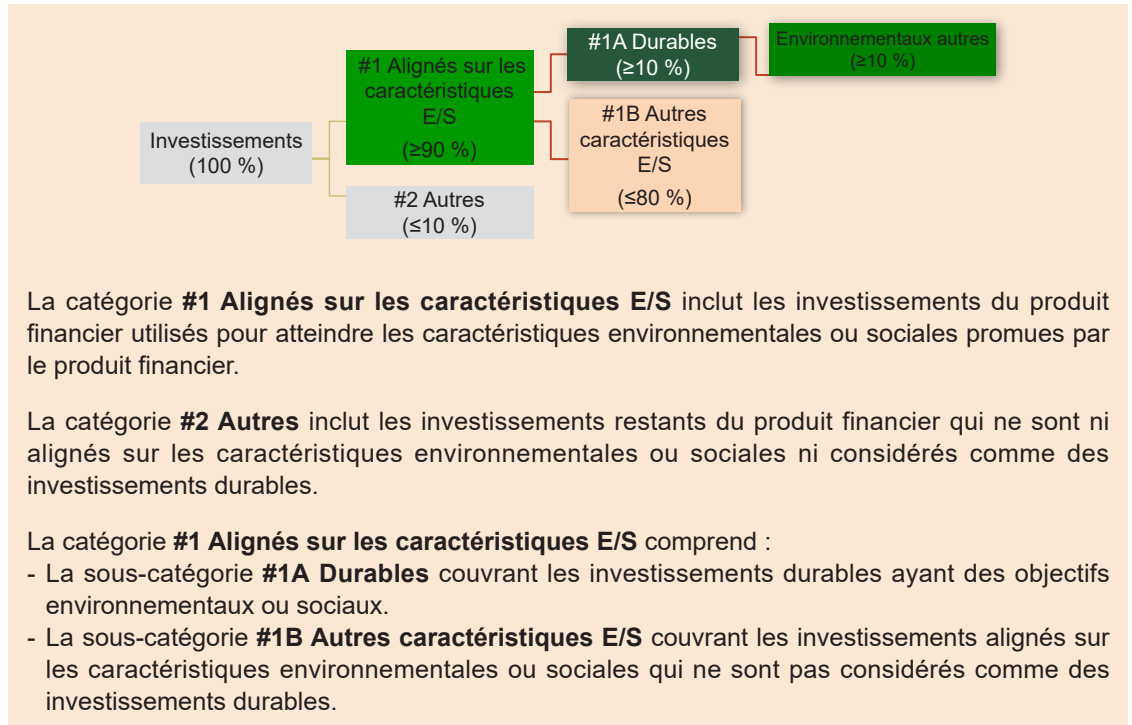 Investissements
(100 %)
#1 Alignés sur les
caractéristiques
E/S
(≥90 %)
#2 Autres
(≤10 %)
#1A Durables
(≥10 %)
#1B Autres
caractéristiques
E/S
(≤80 %)
Environnementaux autres
(≥10 %)
La catégorie #1 Alignés sur les caractéristiques E/S inclut les investissements du produit
financier utilisés pour atteindre les caractéristiques environnementales ou sociales promues par
le produit financier.
La catégorie #2 Autres inclut les investissements restants du produit financier qui ne sont ni
alignés sur les caractéristiques environnementales ou sociales ni considérés comme des
investissements durables.
La catégorie #1 Alignés sur les caractéristiques E/S comprend :
- La sous-catégorie #1A Durables couvrant les investissements durables ayant des objectifs
environnementaux ou sociaux.
- La sous-catégorie #1B Autres caractéristiques E/S couvrant les investissements alignés sur
les caractéristiques environnementales ou sociales qui ne sont pas considérés comme des
investissements durables.